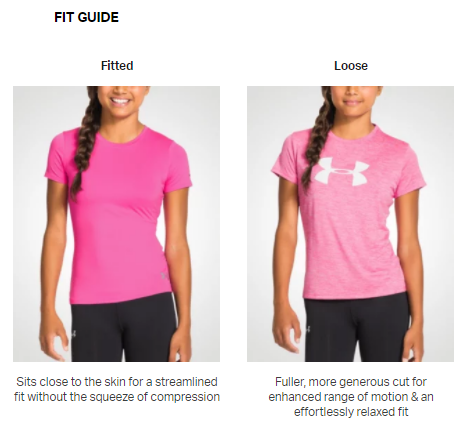 FIT GUIDE
Fitted
Loose
Sits close to the skin for a streamlined
fit without the squeeze of compression
Fuller, more generous cut for
enhanced range of motion & an
effortlessly relaxed fit